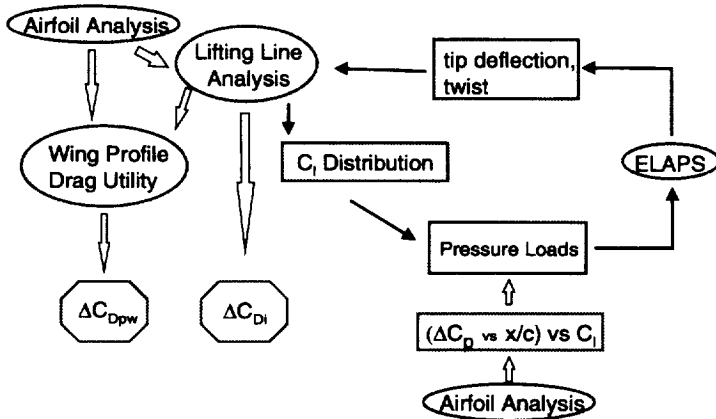 Airfoil Analysis
Lifting Line
Analysis
tip deflection,
twist
Wing Profile
Drag Utility
C_l Distribution
ELAPS
Pressure Loads
ΔC_Dpw
ΔC_Di
(ΔC_p vs x/c) vs C_l
Airfoil Analysis